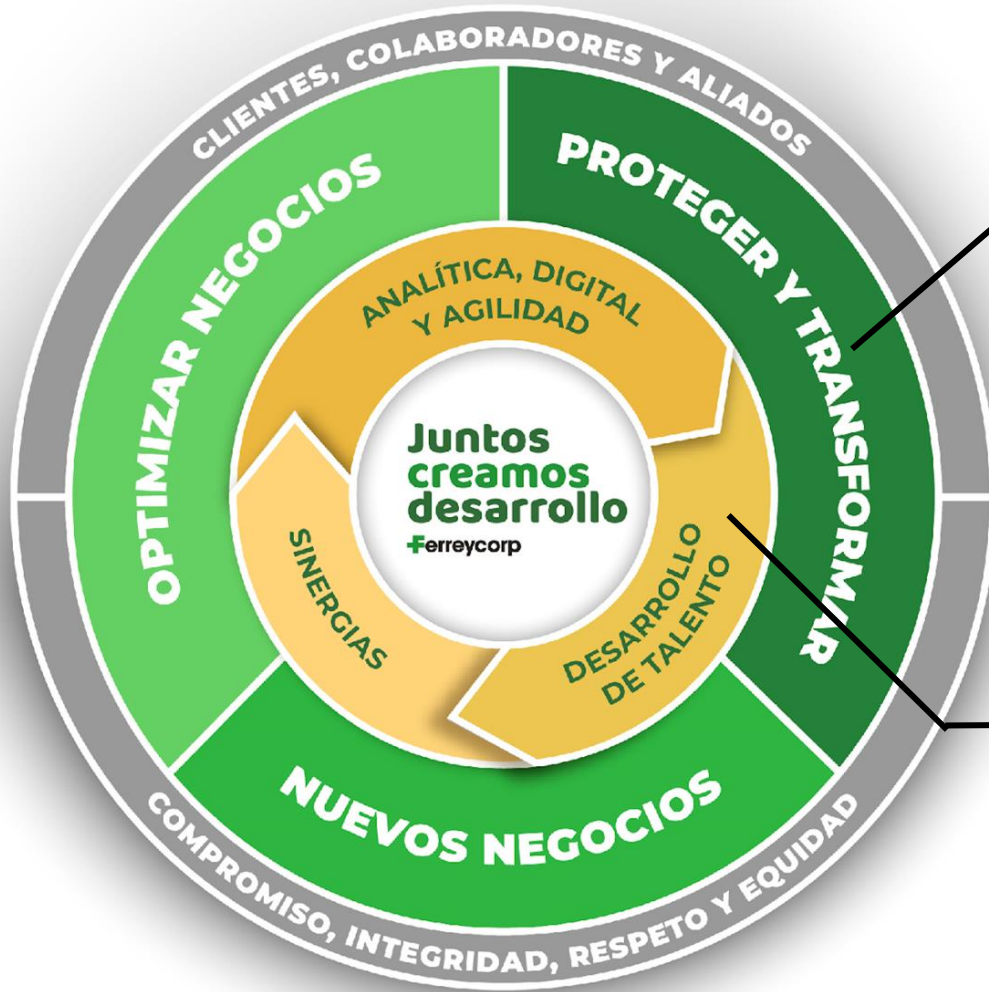 CLIENTES, COLABORADORES Y ALIADOS
OPTIMIZAR NEGOCIOS
PROTEGER Y TRANSFORMAR
ANALÍTICA, DIGITAL
Y AGILIDAD
Juntos
creamos
desarrollo
Ferreycorp
SINERGIAS
DESARROLLO
DE TALENTO
NUEVOS NEGOCIOS
COMPROMISO, INTEGRIDAD, RESPETO Y EQUIDAD